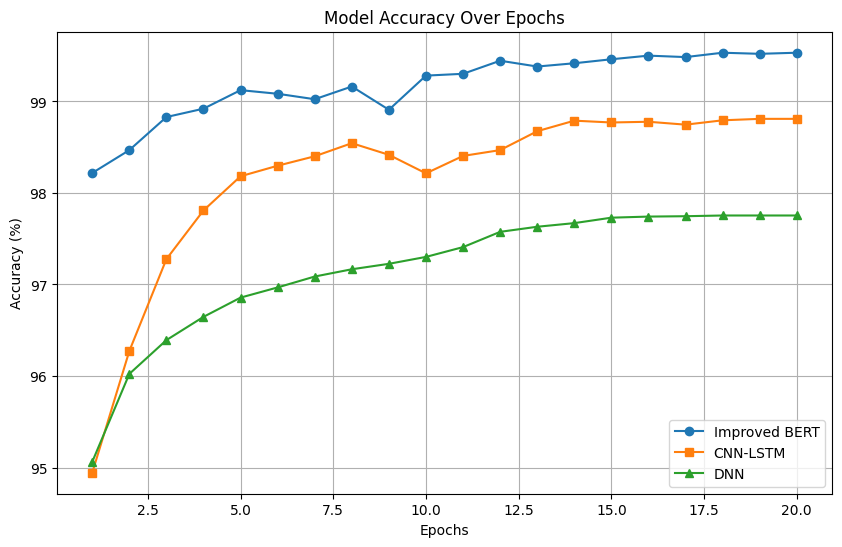 Model Accuracy Over Epochs
Accuracy (%)
99
98
97
96
95
2.5 5.0 7.5 10.0 12.5 15.0 17.5 20.0
Epochs
Improved BERT
CNN-LSTM
DNN